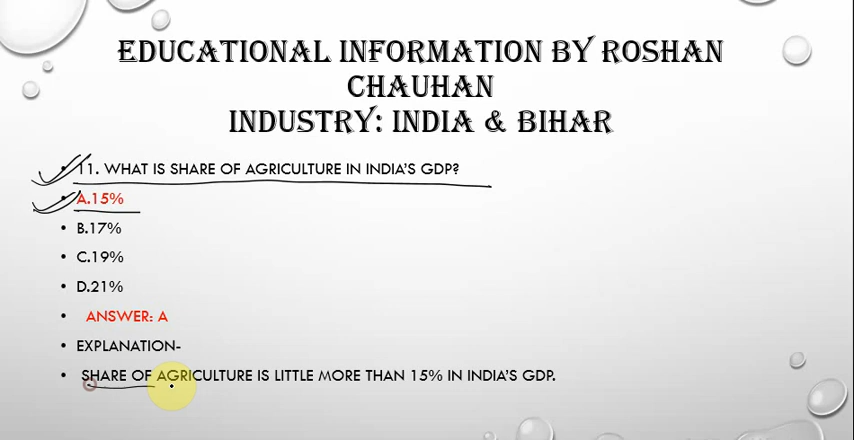 EDUCATIONAL INFORMATION BY ROSHAN
CHAUHAN
INDUSTRY: INDIA & BIHAR
• 11. WHAT IS SHARE OF AGRICULTURE IN INDIA'S GDP?
• A.15%
• B.17%
• C.19%
• D.21%
• ANSWER: A
• EXPLANATION-
• SHARE OF AGRICULTURE IS LITTLE MORE THAN 15% IN INDIA'S GDP.